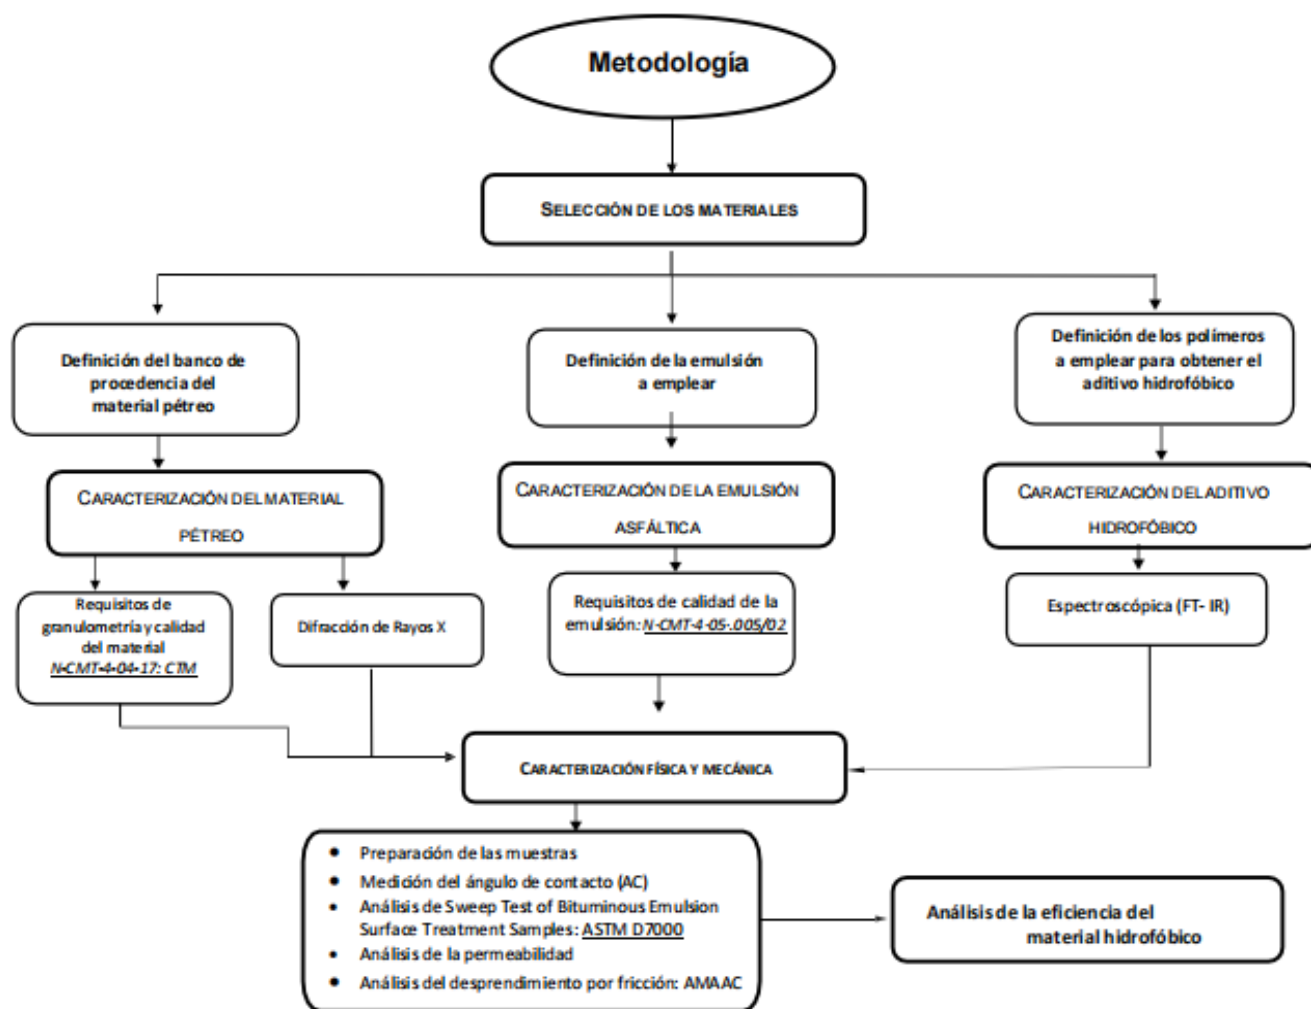 Metodología
SELECCIÓN DE LOS MATERIALES
Definición del banco de
procedencia del
material pétreo
Definición de la emulsión
a emplear
Definición de los polímeros
a emplear para obtener el
aditivo hidrofóbico
CARACTERIZACIÓN DEL MATERIAL
PÉTREO
CARACTERIZACIÓN DE LA EMULSIÓN
ASFÁLTICA
CARACTERIZACIÓN DEL ADITIVO
HIDROFÓBICO
Requisitos de
granulometría y calidad
del material
N-CMT-4-04-17: CTM
Difracción de Rayos X
Requisitos de calidad de la
emulsión.: N-CMT-4-05-.005/02
Espectroscópica (FT- IR)
CARACTERIZACIÓN FÍSICA Y MECÁNICA
• Preparación de las muestras
• Medición del ángulo de contacto (AC)
• Análisis de Sweep Test of Bituminous Emulsion
Surface Treatment Samples: ASTM D7000
• Análisis de la permeabilidad
• Análisis del desprendimiento por fricción: AMAAC
Análisis de la eficiencia del
material hidrofóbico